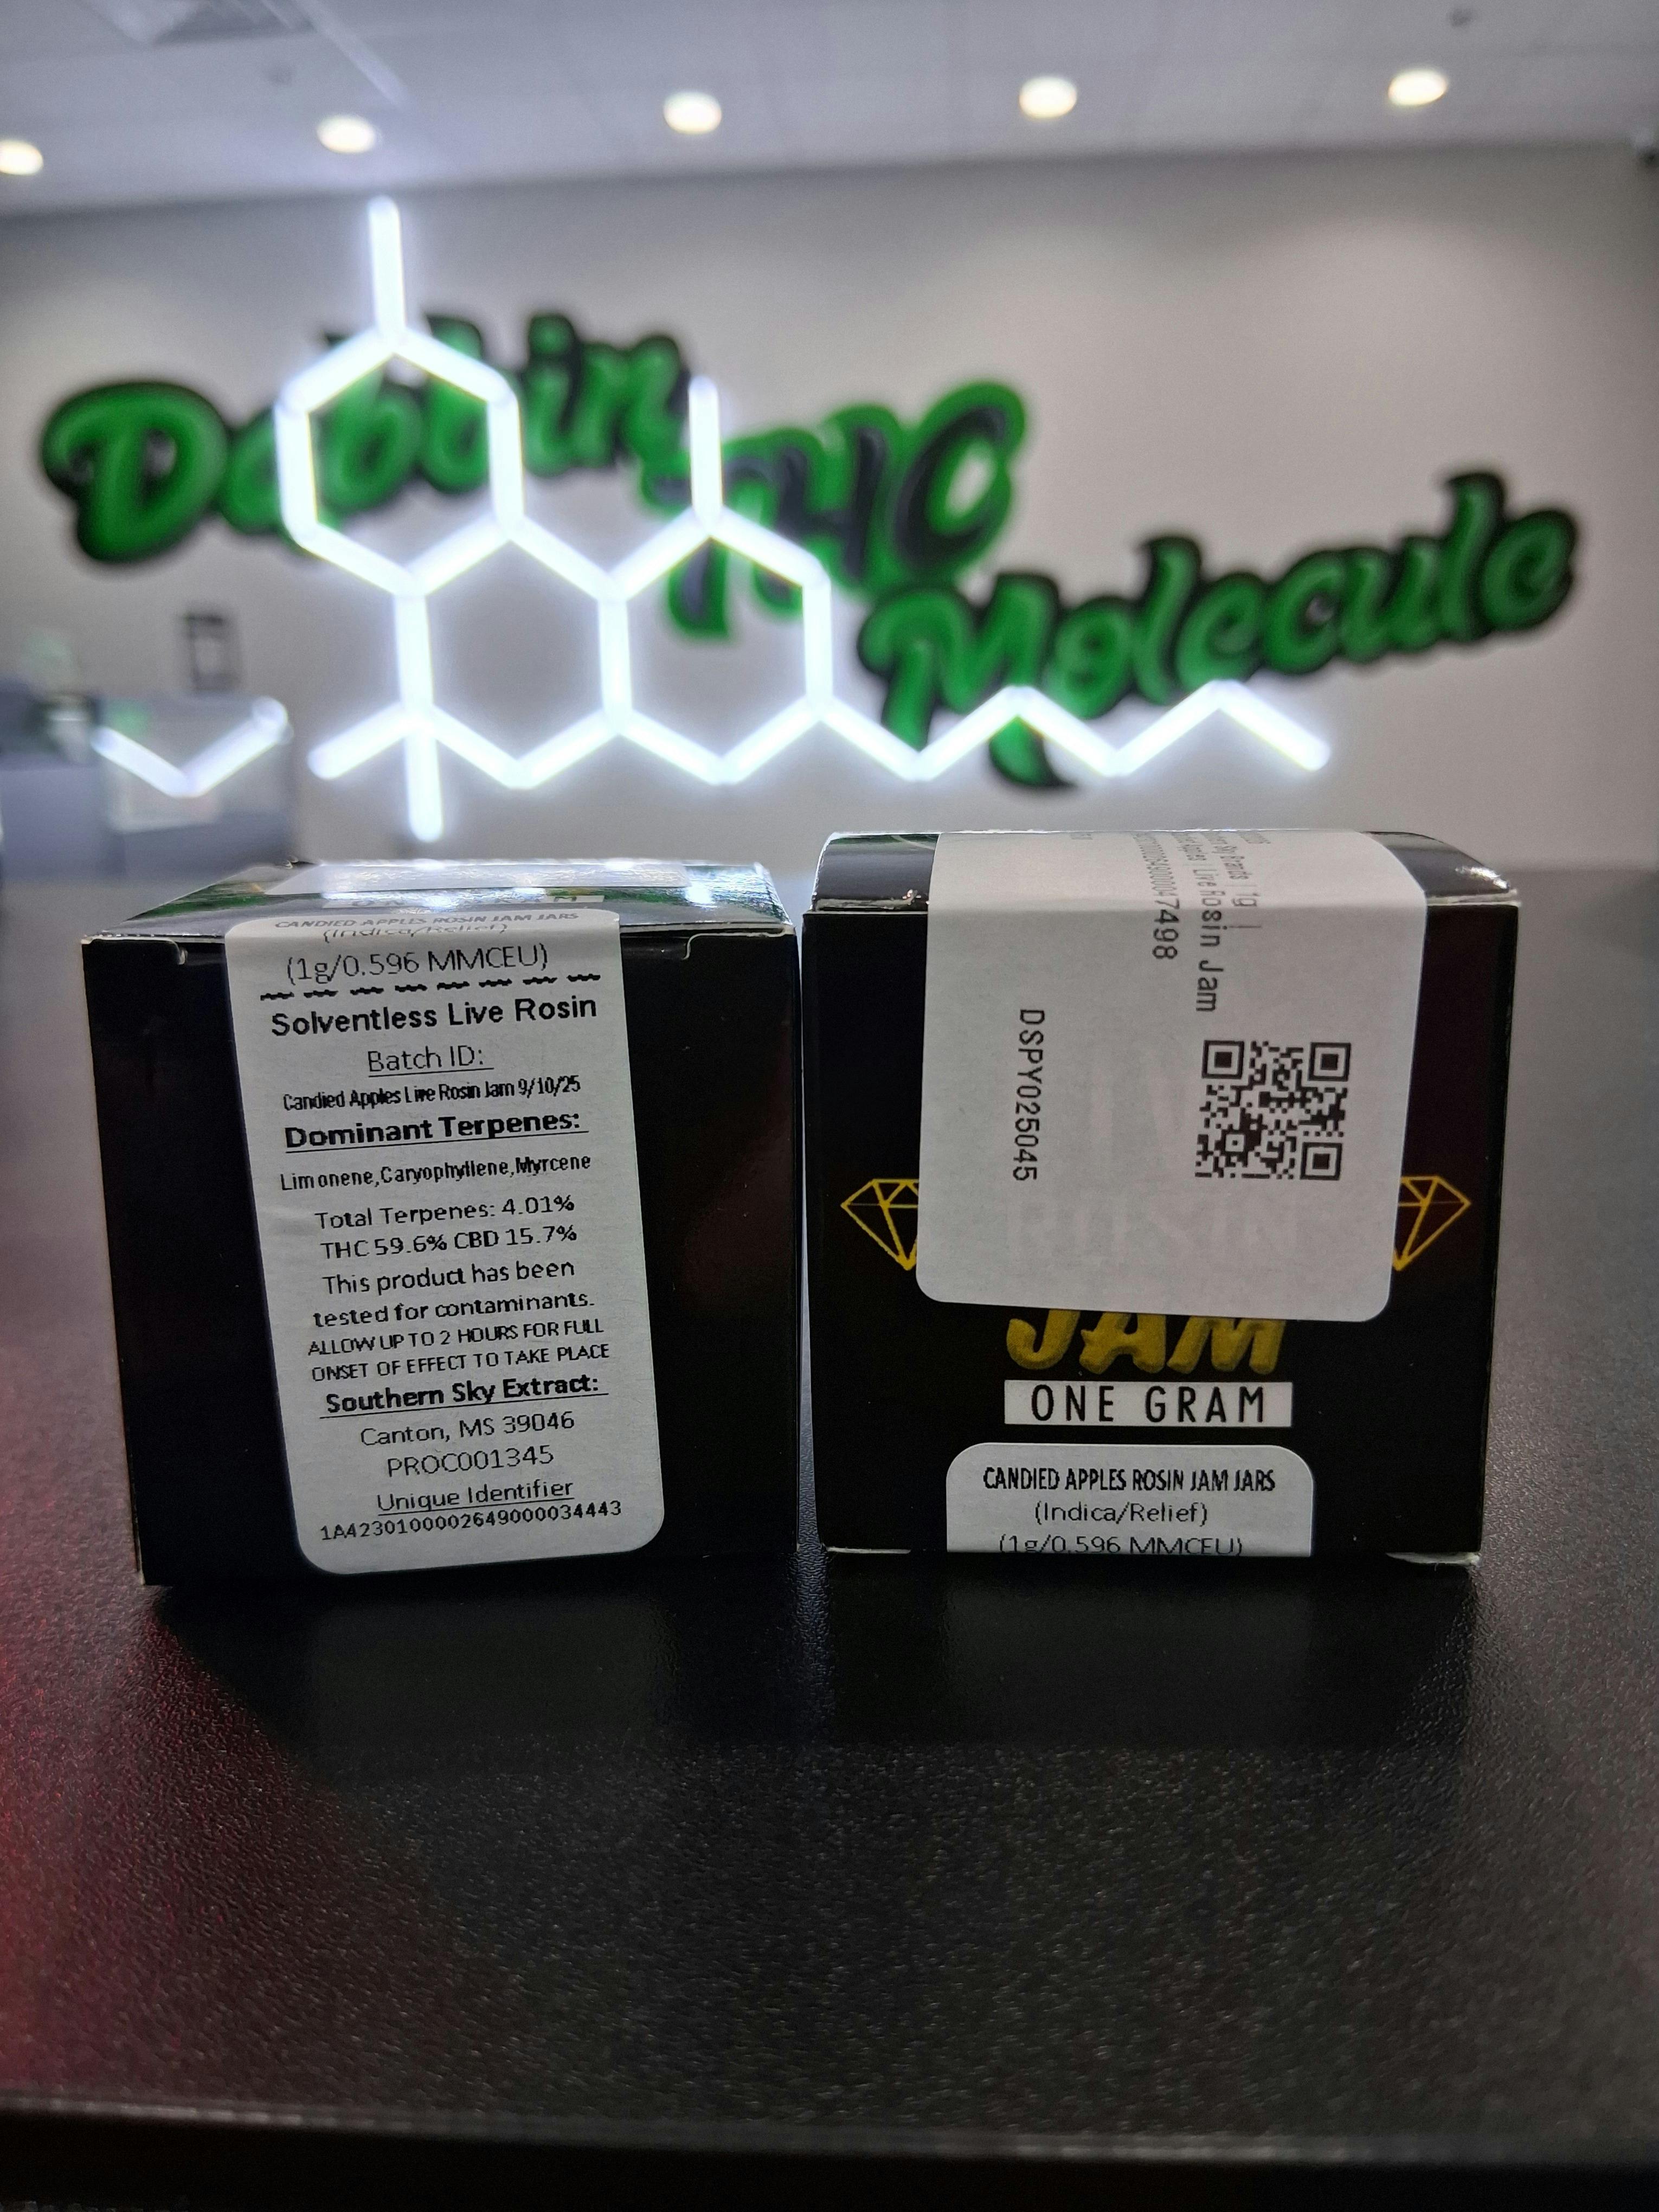 Dabbin
THC
Molecule
CANDIED APPLES ROSIN JAM JARS
(Indica/Relief)
(1g/0.596 MMCEU)
Solventless Live Rosin
Batch ID:
Candied Apples Live Rosin Jam 9/10/25
Dominant Terpenes:
Limonene,Caryophyllene,Myrcene
Total Terpenes: 4.01%
THC 59.6% CBD 15.7%
This product has been
tested for contaminants.
ALLOW UP TO 2 HOURS FOR FULL
ONSET OF EFFECT TO TAKE PLACE
Southern Sky Extract:
Canton, MS 39046
PROC001345
Unique Identifier
1A4230100002649000034443
Brands | 1g |
Live Rosin Jam
DSPY025045
JAM
ONE GRAM
CANDIED APPLES ROSIN JAM JARS
(Indica/Relief)
(1g/0.596 MMCEU)